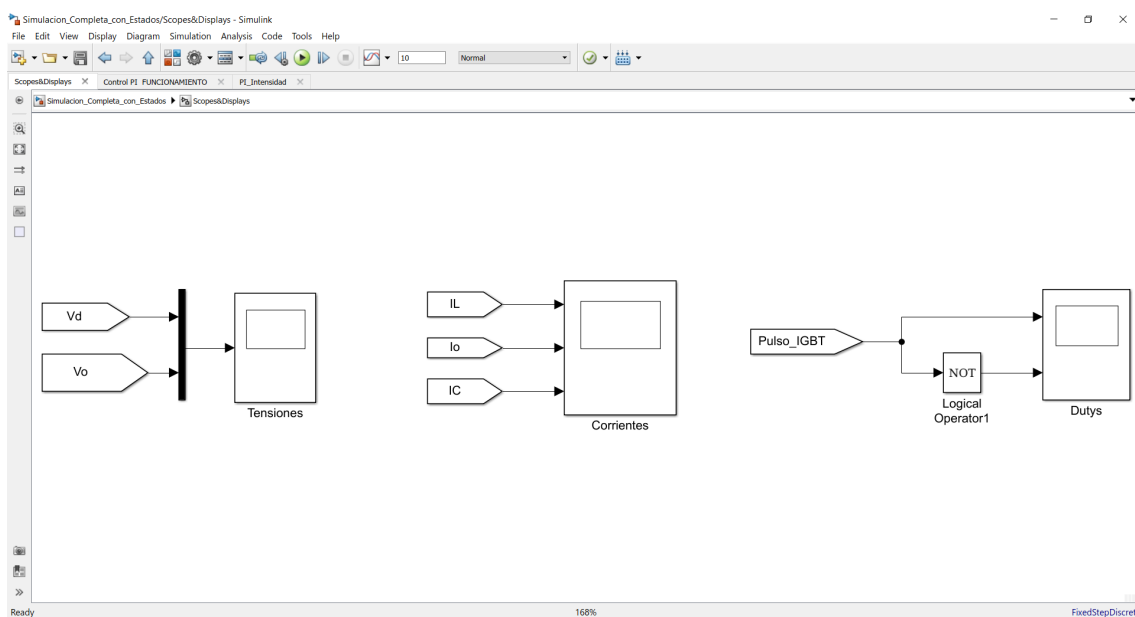 Simulacion_Completa_con_Estados/Scopes&Displays - Simulink
File Edit View Display Diagram Simulation Analysis Code Tools Help
10 Normal
Scopes&Displays Control PI_FUNCIONAMIENTO PI_Intensidad
Simulacion_Completa_con_Estados Scopes&Displays
Vd
Vo
Tensiones
IL
Io
IC
Corrientes
Pulso_IGBT
NOT
Logical
Operator1
Dutys
Ready 168% FixedStepDiscret